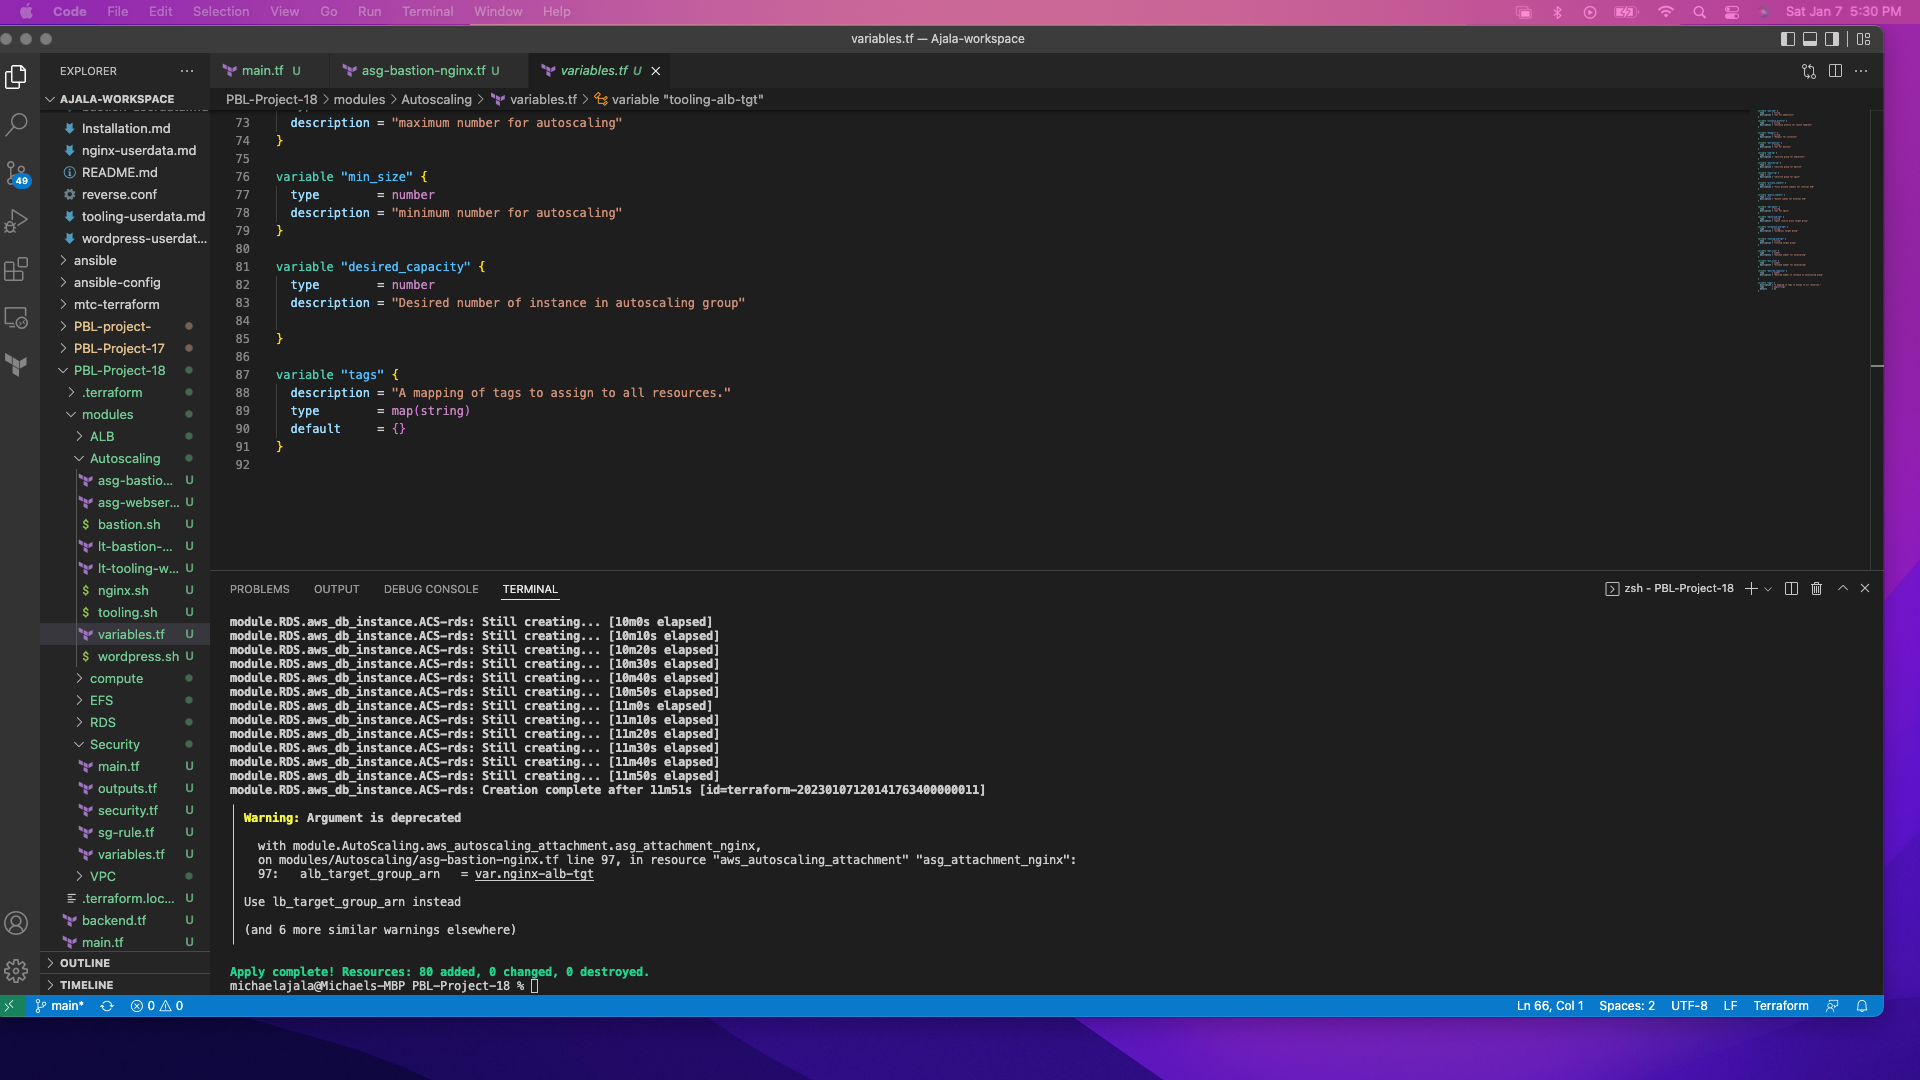 Code File Edit Selection View Go Run Terminal Window Help
Sat Jan 7 5:30 PM
variables.tf — Ajala-workspace
EXPLORER
AJALA-WORKSPACE
Installation.md
nginx-userdata.md
README.md
reverse.conf
tooling-userdata.md
wordpress-userdat...
ansible
ansible-config
mtc-terraform
PBL-project-
PBL-Project-17
PBL-Project-18
.terraform
modules
ALB
Autoscaling
asg-bastio... U
asg-webser... U
bastion.sh U
lt-bastion-... U
lt-tooling-w... U
nginx.sh U
tooling.sh U
variables.tf U
wordpress.sh U
compute
EFS
RDS
Security
main.tf U
outputs.tf U
security.tf U
sg-rule.tf U
variables.tf U
VPC
.terraform.loc... U
backend.tf U
main.tf U
OUTLINE
TIMELINE
49
main.tf U
asg-bastion-nginx.tf U
variables.tf U
PBL-Project-18 > modules > Autoscaling > variables.tf > variable "tooling-alb-tgt"
73 description = "maximum number for autoscaling"
74 }
75
76 variable "min_size" {
77 type = number
78 description = "minimum number for autoscaling"
79 }
80
81 variable "desired_capacity" {
82 type = number
83 description = "Desired number of instance in autoscaling group"
84
85 }
86
87 variable "tags" {
88 description = "A mapping of tags to assign to all resources."
89 type = map(string)
90 default = {}
91 }
92
PROBLEMS OUTPUT DEBUG CONSOLE TERMINAL
zsh - PBL-Project-18
module.RDS.aws_db_instance.ACS-rds: Still creating... [10m0s elapsed]
module.RDS.aws_db_instance.ACS-rds: Still creating... [10m10s elapsed]
module.RDS.aws_db_instance.ACS-rds: Still creating... [10m20s elapsed]
module.RDS.aws_db_instance.ACS-rds: Still creating... [10m30s elapsed]
module.RDS.aws_db_instance.ACS-rds: Still creating... [10m40s elapsed]
module.RDS.aws_db_instance.ACS-rds: Still creating... [10m50s elapsed]
module.RDS.aws_db_instance.ACS-rds: Still creating... [11m0s elapsed]
module.RDS.aws_db_instance.ACS-rds: Still creating... [11m10s elapsed]
module.RDS.aws_db_instance.ACS-rds: Still creating... [11m20s elapsed]
module.RDS.aws_db_instance.ACS-rds: Still creating... [11m30s elapsed]
module.RDS.aws_db_instance.ACS-rds: Still creating... [11m40s elapsed]
module.RDS.aws_db_instance.ACS-rds: Still creating... [11m50s elapsed]
module.RDS.aws_db_instance.ACS-rds: Creation complete after 11m51s [id=terraform-20230107120141763400000011]
Warning: Argument is deprecated
with module.AutoScaling.aws_autoscaling_attachment.asg_attachment_nginx,
on modules/Autoscaling/asg-bastion-nginx.tf line 97, in resource "aws_autoscaling_attachment" "asg_attachment_nginx":
97: alb_target_group_arn = var.nginx-alb-tgt
Use lb_target_group_arn instead
(and 6 more similar warnings elsewhere)
Apply complete! Resources: 80 added, 0 changed, 0 destroyed.
michaelajala@Michaels-MBP PBL-Project-18 %
main* 0 0
Ln 66, Col 1 Spaces: 2 UTF-8 LF Terraform